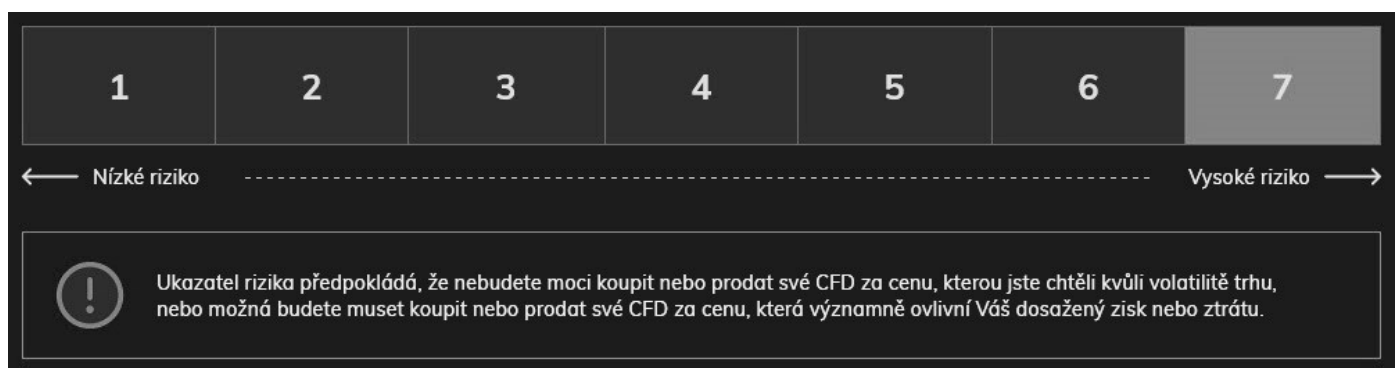 1 2 3 4 5 6 7
Nízké riziko Vysoké riziko
Ukazatel rizika předpokládá, že nebudete moci koupit nebo prodat své CFD za cenu, kterou jste chtěli kvůli volatilitě trhu,
nebo možná budete muset koupit nebo prodat své CFD za cenu, která významně ovlivní Váš dosažený zisk nebo ztrátu.